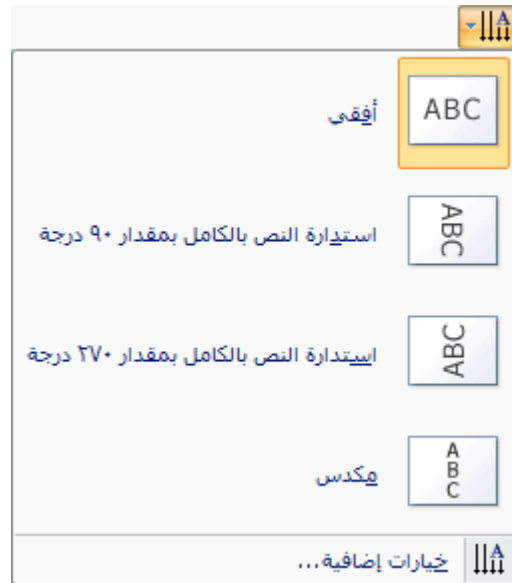 A
ABC أفقي
ABC استدارة النص بالكامل بمقدار ٩٠ درجة
ABC استدارة النص بالكامل بمقدار ٢٧٠ درجة
A
B
C
مكدس
A خيارات إضافية...